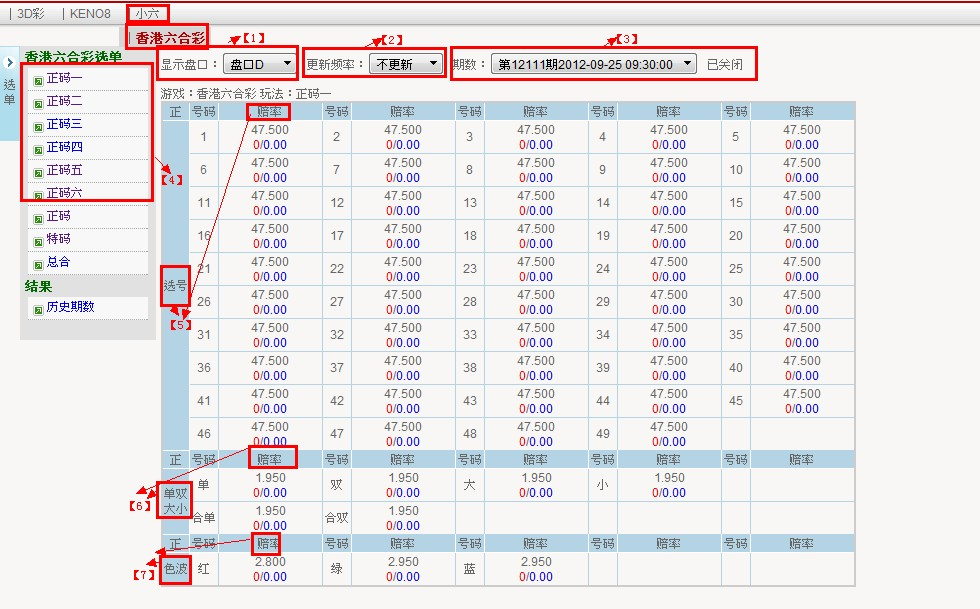 | 3D彩 | KENO8 小六
香港六合彩 【1】 【2】 【3】
显示盘口： 盘口D 更新频率： 不更新 期数： 第12111期2012-09-25 09:30:00 已关闭
选单
香港六合彩选单
正码一
正码二
正码三
正码四
正码五
正码六
正码
特码
总合
结果
历史期数
【4】
【5】
【6】
【7】
游戏：香港六合彩 玩法：正码一
正 号码 赔率 号码 赔率 号码 赔率 号码 赔率 号码 赔率
选号
1 47.500 2 47.500 3 47.500 4 47.500 5 47.500
0/0.00 0/0.00 0/0.00 0/0.00 0/0.00
6 47.500 7 47.500 8 47.500 9 47.500 10 47.500
0/0.00 0/0.00 0/0.00 0/0.00 0/0.00
11 47.500 12 47.500 13 47.500 14 47.500 15 47.500
0/0.00 0/0.00 0/0.00 0/0.00 0/0.00
16 47.500 17 47.500 18 47.500 19 47.500 20 47.500
0/0.00 0/0.00 0/0.00 0/0.00 0/0.00
21 47.500 22 47.500 23 47.500 24 47.500 25 47.500
0/0.00 0/0.00 0/0.00 0/0.00 0/0.00
26 47.500 27 47.500 28 47.500 29 47.500 30 47.500
0/0.00 0/0.00 0/0.00 0/0.00 0/0.00
31 47.500 32 47.500 33 47.500 34 47.500 35 47.500
0/0.00 0/0.00 0/0.00 0/0.00 0/0.00
36 47.500 37 47.500 38 47.500 39 47.500 40 47.500
0/0.00 0/0.00 0/0.00 0/0.00 0/0.00
41 47.500 42 47.500 43 47.500 44 47.500 45 47.500
0/0.00 0/0.00 0/0.00 0/0.00 0/0.00
46 47.500 47 47.500 48 47.500 49 47.500
0/0.00 0/0.00 0/0.00 0/0.00
正 号码 赔率 号码 赔率 号码 赔率 号码 赔率 号码 赔率
单双
大小
单 1.950 双 1.950 大 1.950 小 1.950
0/0.00 0/0.00 0/0.00 0/0.00
合单 1.950 合双 1.950
0/0.00 0/0.00
正 号码 赔率 号码 赔率 号码 赔率 号码 赔率 号码 赔率
色波
红 2.800 绿 2.950 蓝 2.950
0/0.00 0/0.00 0/0.00